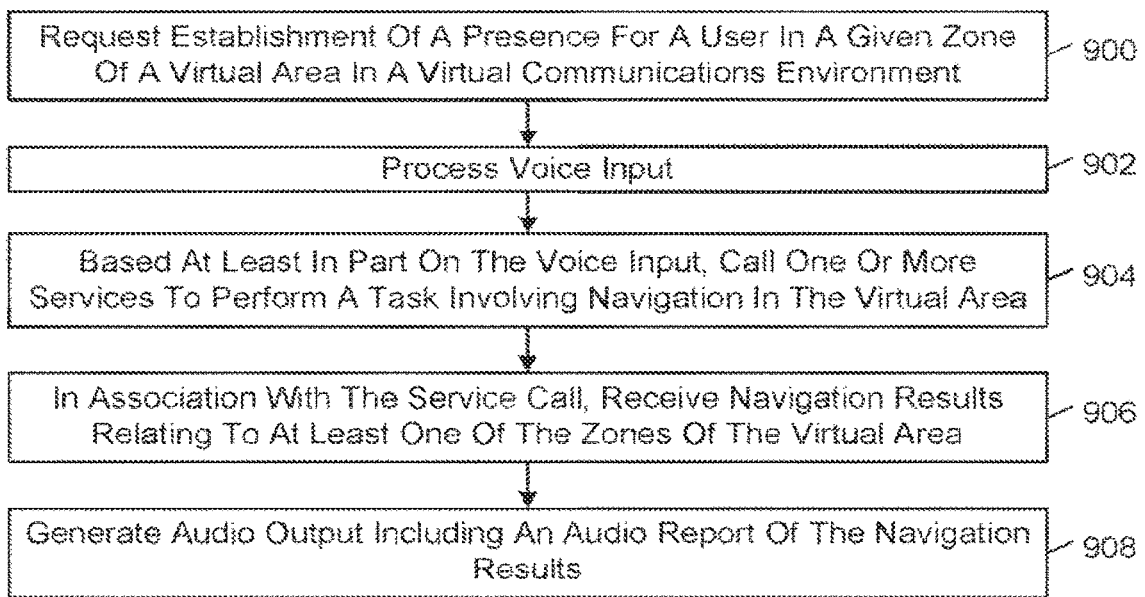 Request Establishment Of A Presence For A User In A Given Zone
Of A Virtual Area In A Virtual Communications Environment
900
Process Voice Input
902
Based At Least In Part On The Voice Input, Call One Or More
Services To Perform A Task Involving Navigation In The Virtual Area
904
In Association With The Service Call, Receive Navigation Results
Relating To At Least One Of The Zones Of The Virtual Area
906
Generate Audio Output Including An Audio Report Of The Navigation
Results
908